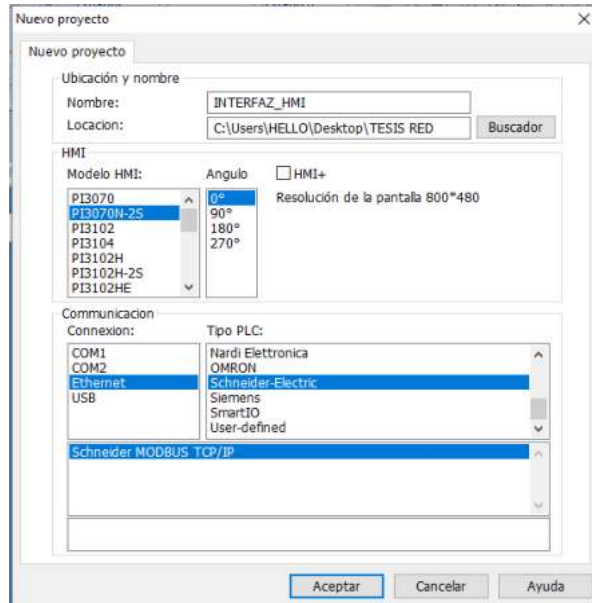 Nuevo proyecto
Nuevo proyecto
Ubicación y nombre
Nombre: INTERFAZ_HMI
Locacion: C:\Users\HELLO\Desktop\TESIS RED Buscador
HMI
Modelo HMI: Angulo HMI+
PI3070 0° Resolución de la pantalla 800*480
PI3070N-2S 90°
PI3102 180°
PI3104 270°
PI3102H
PI3102H-2S
PI3102HE
Communicacion
Connexion: Tipo PLC:
COM1 Nardi Elettronica
COM2 OMRON
Ethernet Schneider-Electric
USB Siemens
SmartIO
User-defined
Schneider MODBUS TCP/IP
Aceptar Cancelar Ayuda